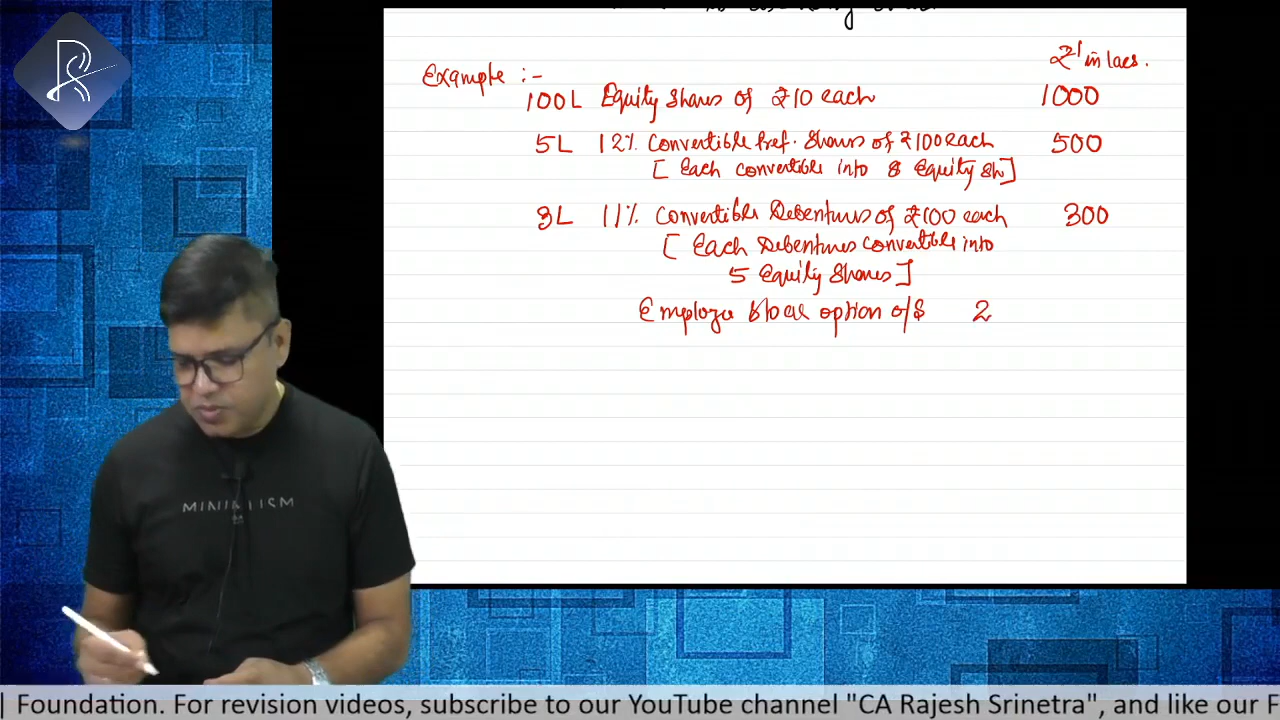 ₹ in lacs.
Example :-
100L Equity Shares of ₹10 each 1000
5L 12% Convertible Pref. Shares of ₹100 each 500
[ Each convertible into 8 Equity Sh]
3L 11% Convertible Debentures of ₹100 each 300
[ Each Debentures convertible into
5 Equity Shares ]
Employee Stock option o/s 2
MINIMALISM
| Foundation. For revision videos, subscribe to our YouTube channel "CA Rajesh Srinetra", and like our F